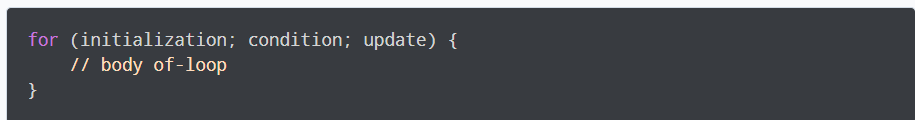 for (initialization; condition; update) {
    // body of-loop
}